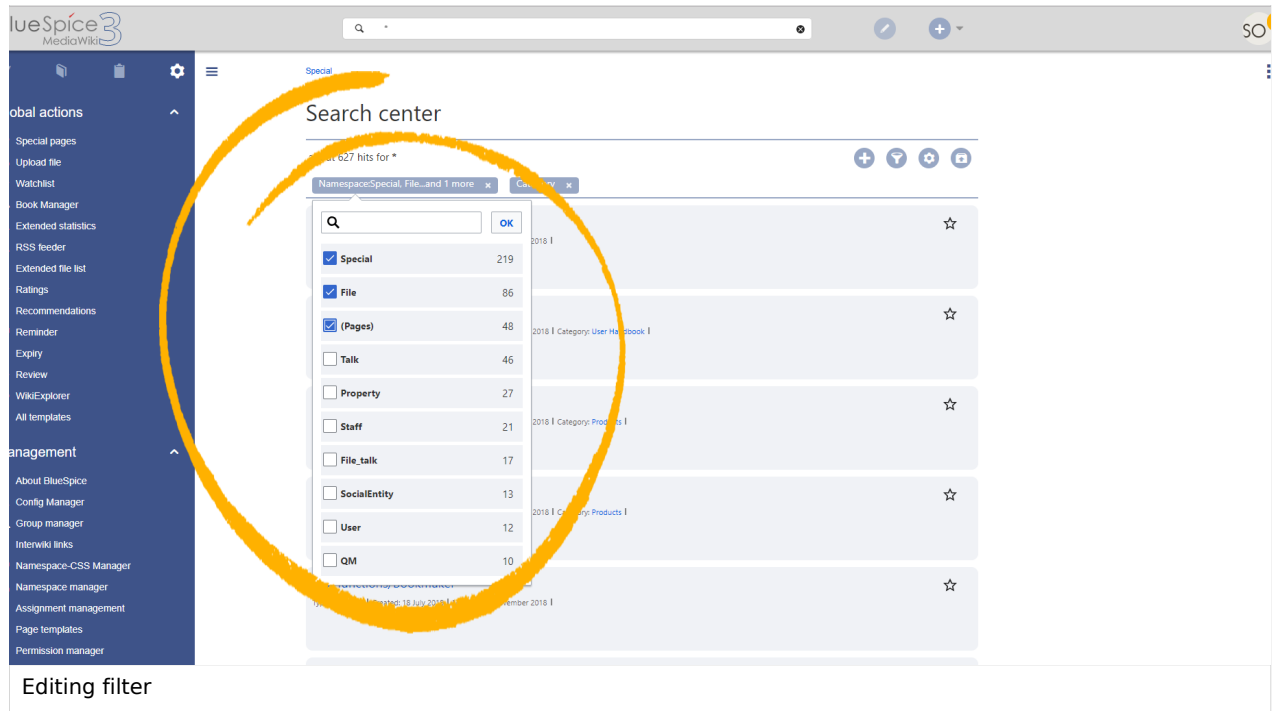 lueSpice 3
MediaWiki
*
SO
Special
obal actions
Search center
Special pages
Upload file
627 hits for *
Watchlist
Namespace:Special, File...and 1 more x
x
Book Manager
OK
Extended statistics
2018 |
RSS feeder
Special 219
Extended file list
Ratings
File 86
Recommendations
(Pages) 48
Reminder
2018 | Category: User Handbook |
Expiry
Talk 46
Review
WikiExplorer
Property 27
All templates
2018 | Category: Products |
Staff 21
anagement
File_talk 17
About BlueSpice
SocialEntity 13
Config Manager
2018 | Category: Products |
Group manager
User 12
Interwiki links
QM 10
Namespace-CSS Manager
Namespace manager
Assignment management
18 July 2018 vember 2018 |
Page templates
Permission manager
Editing filter